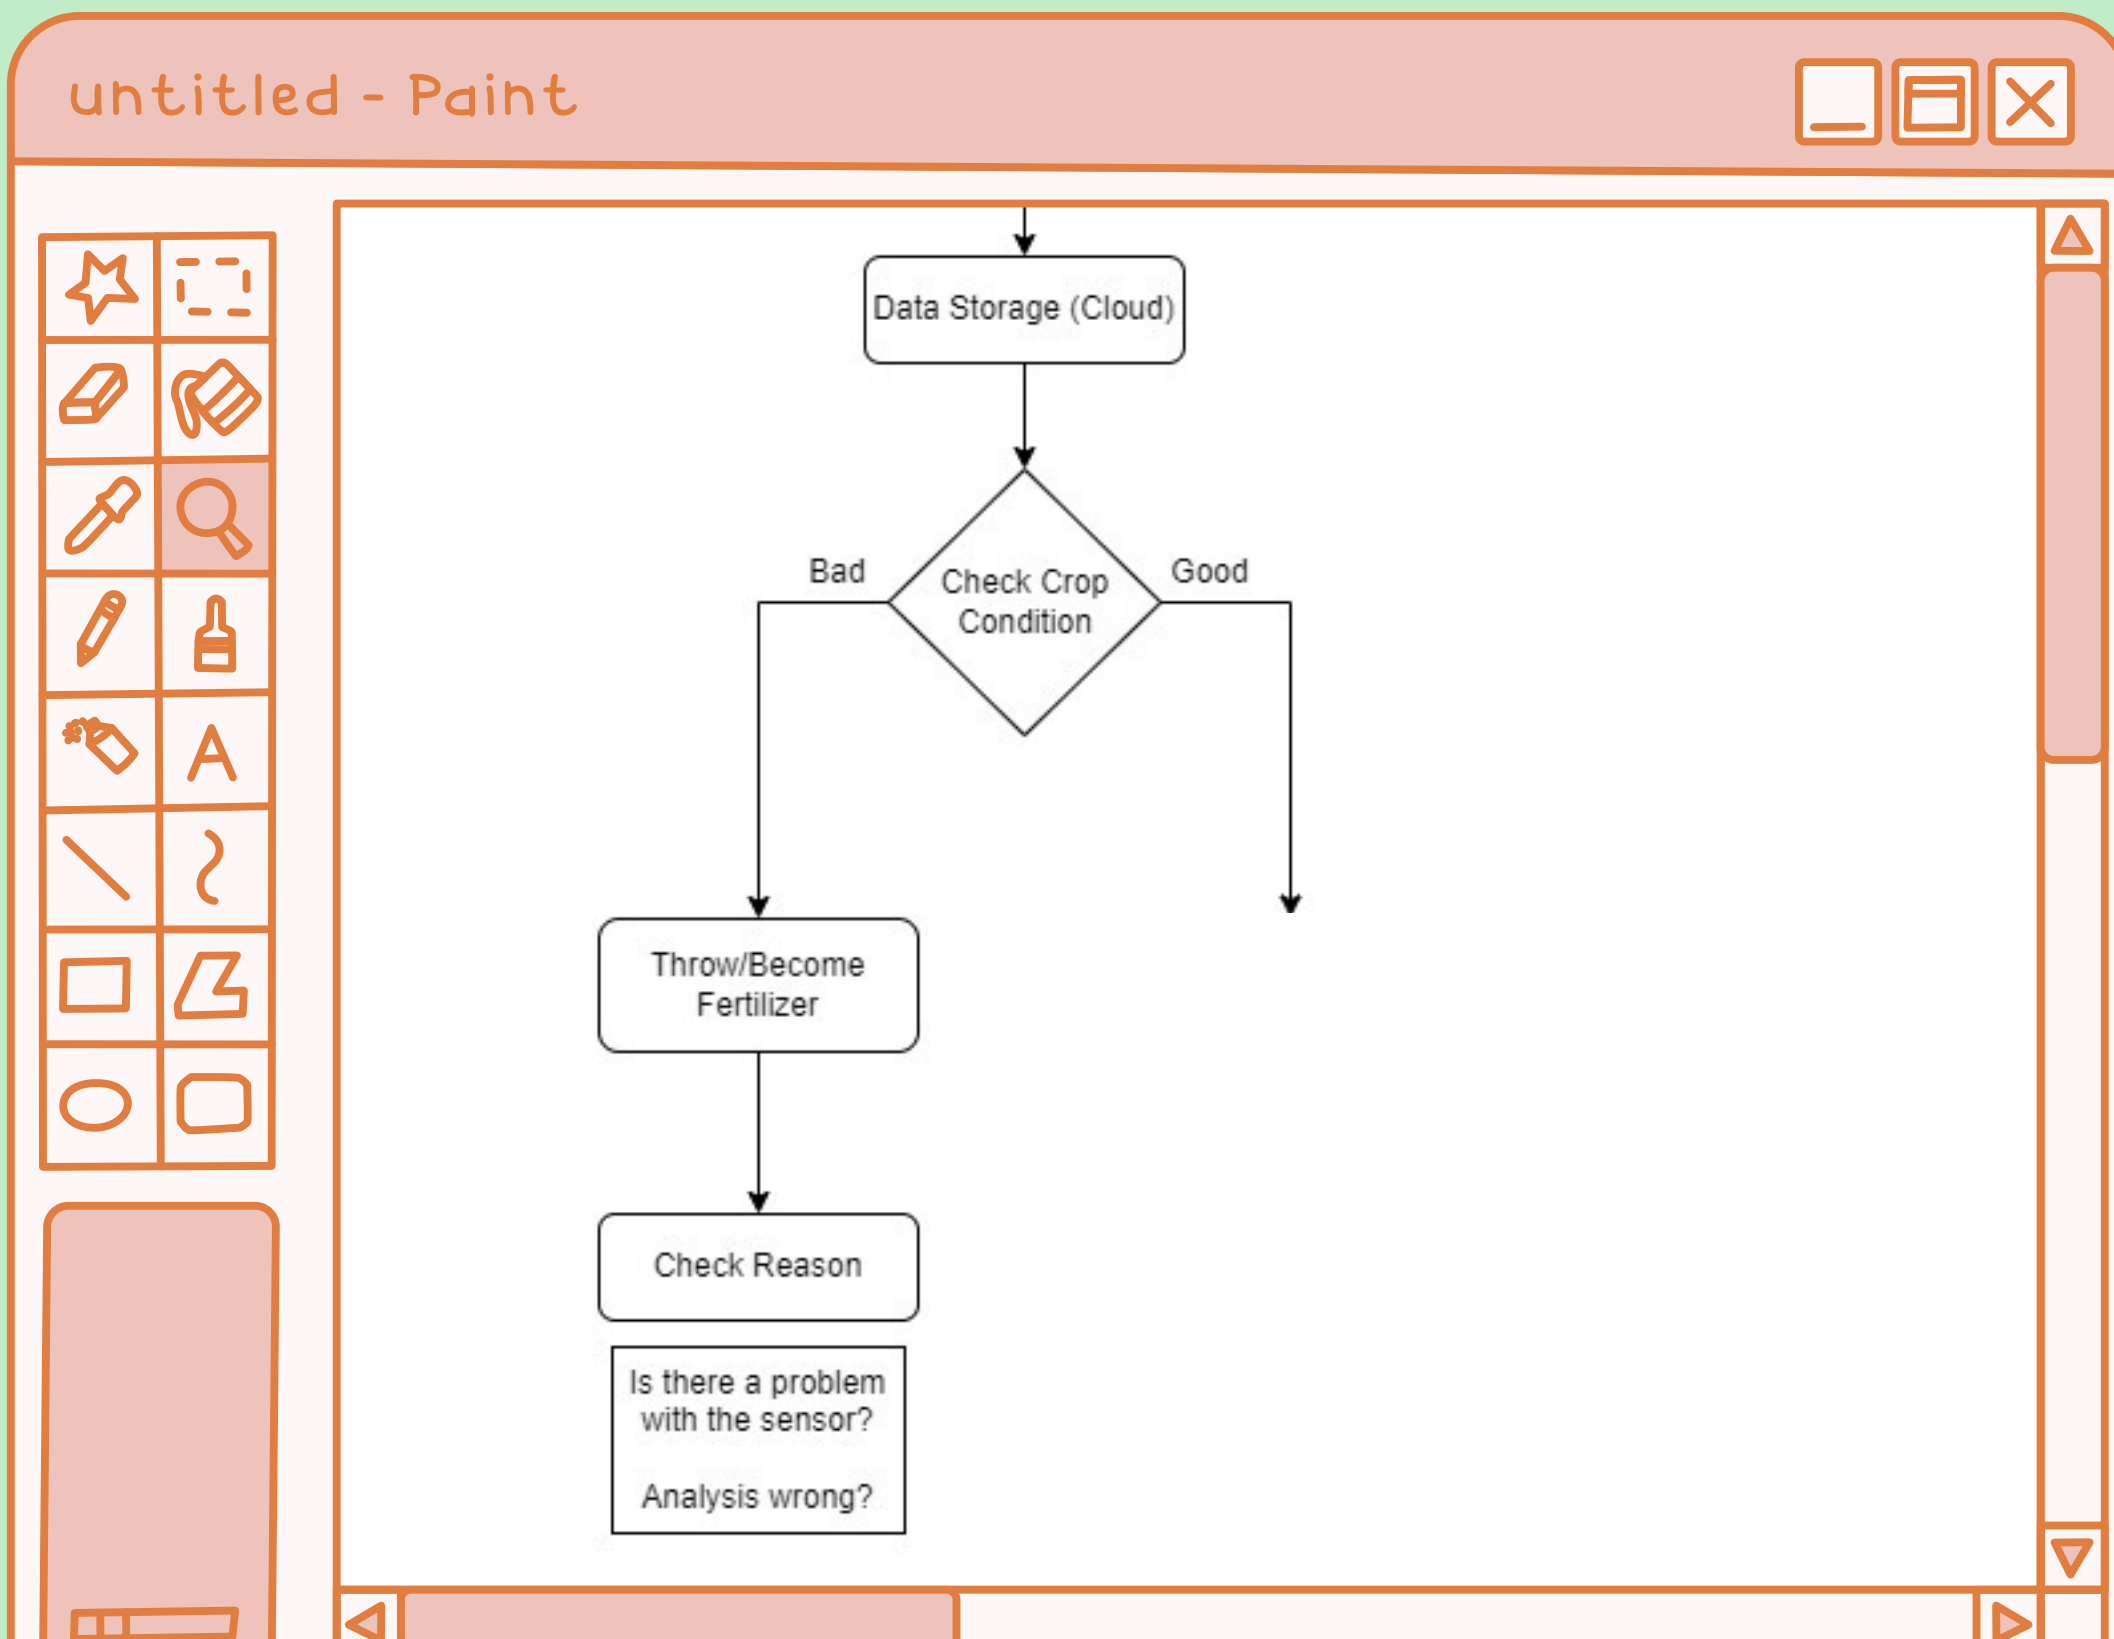 untitled - Paint
Data Storage (Cloud)
Bad
Good
Check Crop
Condition
Throw/Become
Fertilizer
Check Reason
Is there a problem
with the sensor?
Analysis wrong?
A